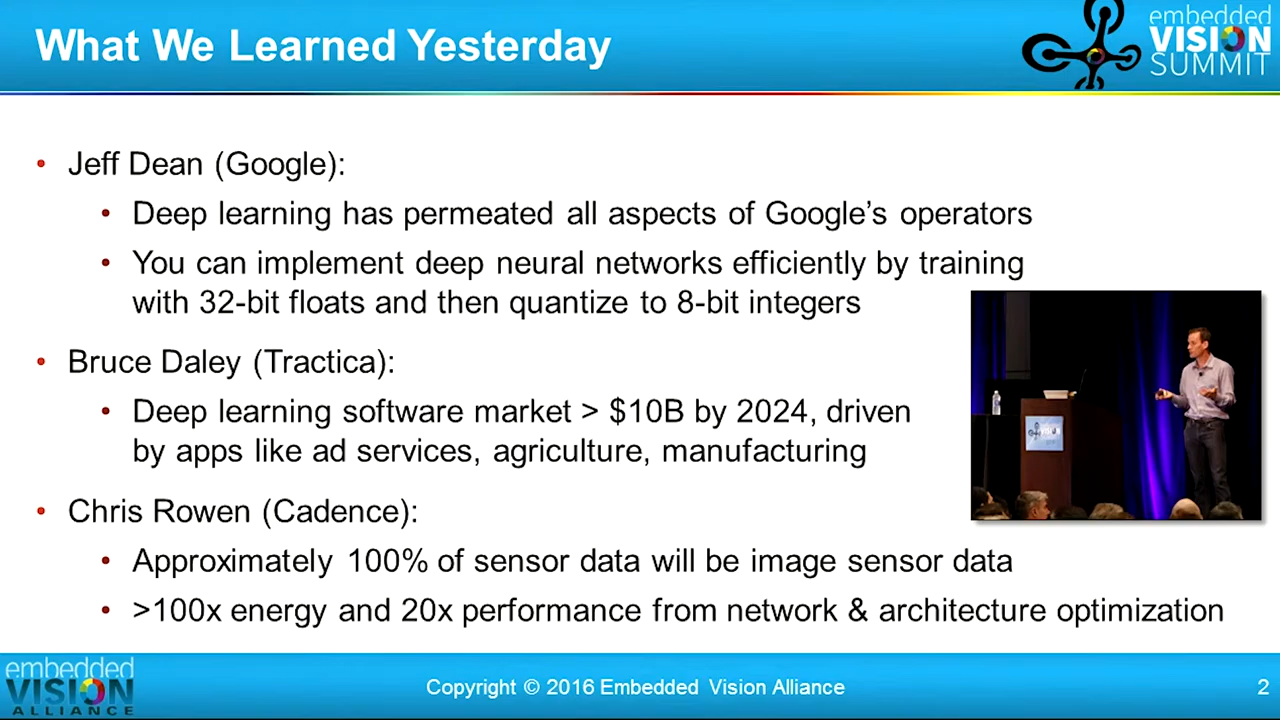 What We Learned Yesterday
embedded
VISION
SUMMIT
• Jeff Dean (Google):
• Deep learning has permeated all aspects of Google’s operators
• You can implement deep neural networks efficiently by training
with 32-bit floats and then quantize to 8-bit integers
• Bruce Daley (Tractica):
• Deep learning software market > $10B by 2024, driven
by apps like ad services, agriculture, manufacturing
• Chris Rowen (Cadence):
• Approximately 100% of sensor data will be image sensor data
• >100x energy and 20x performance from network & architecture optimization
embedded
VISION
ALLIANCE
Copyright © 2016 Embedded Vision Alliance
2